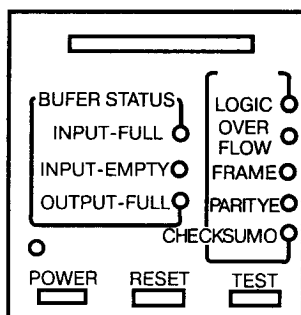 BUFER STATUS
INPUT-FULL
INPUT-EMPTY
OUTPUT-FULL
LOGIC
OVER
FLOW
FRAME
PARITYE
CHECKSUMO
POWER
RESET
TEST